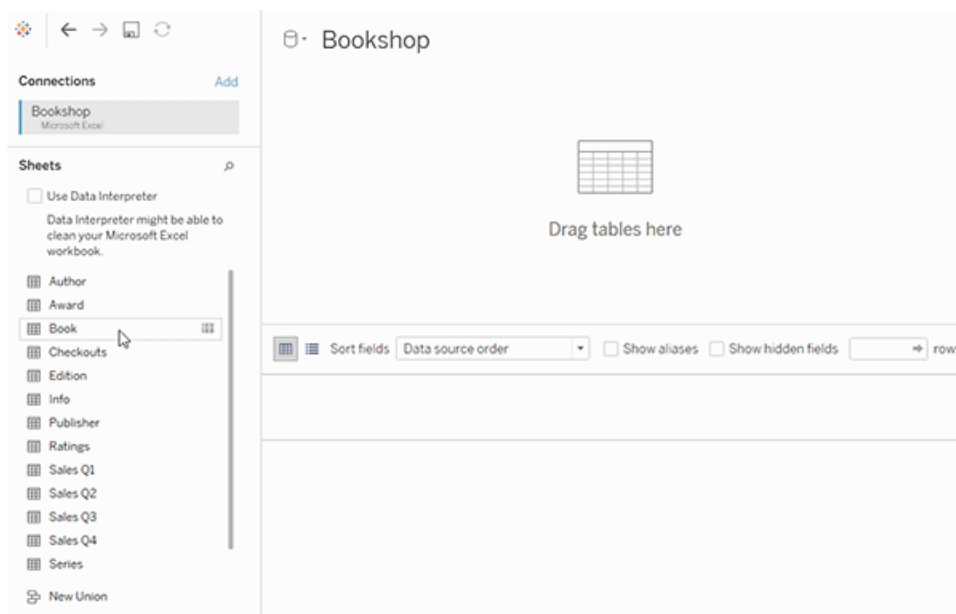 Bookshop
Connections Add
Bookshop
Microsoft Excel
Sheets
Use Data Interpreter
Data Interpreter might be able to
clean your Microsoft Excel
workbook.
Author
Award
Book
Checkouts
Edition
Info
Publisher
Ratings
Sales Q1
Sales Q2
Sales Q3
Sales Q4
Series
New Union
Drag tables here
Sort fields Data source order Show aliases Show hidden fields row